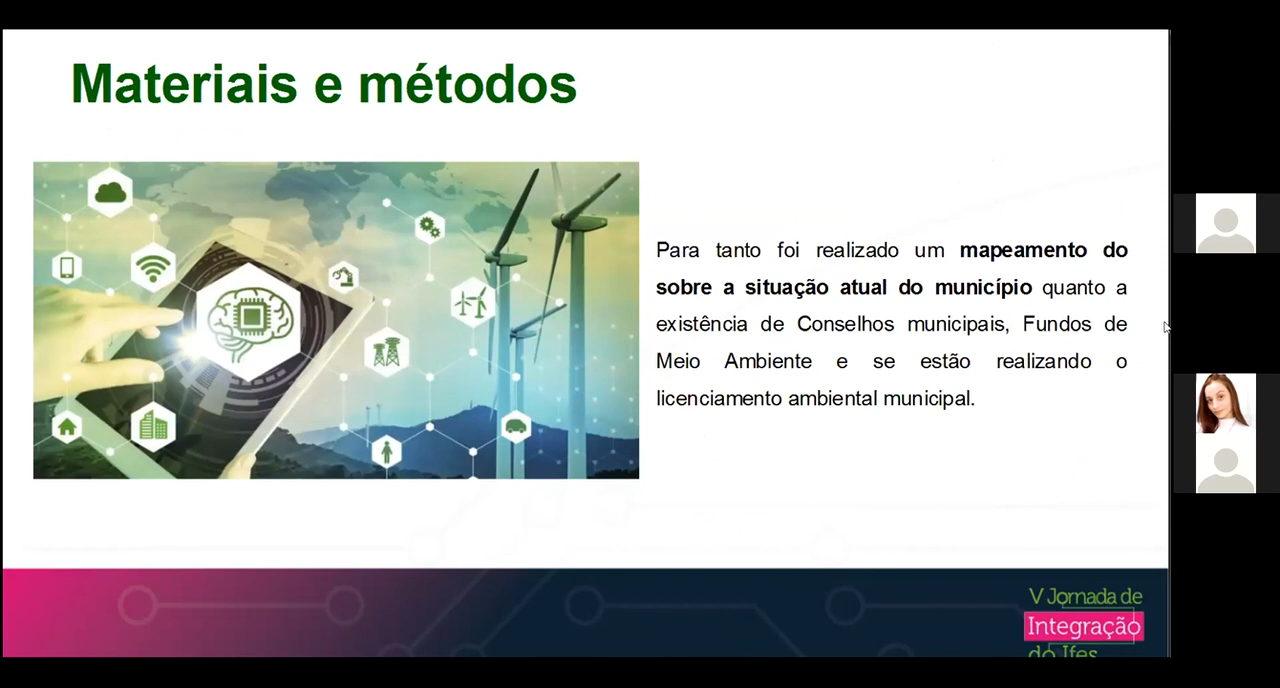 Materiais e métodos
Para tanto foi realizado um mapeamento do
sobre a situação atual do município quanto a
existência de Conselhos municipais, Fundos de
Meio Ambiente e se estão realizando o
licenciamento ambiental municipal.
V Jornada de
Integração
do Ifes